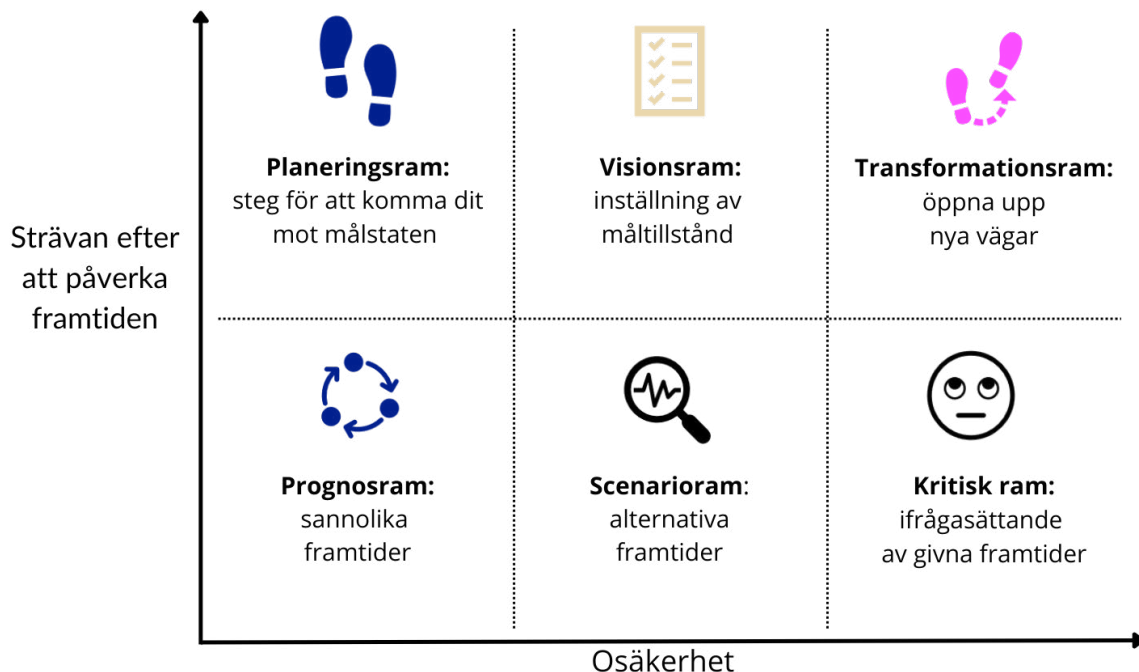 Planeringsram:
steg för att komma dit
mot målstaten
Visionsram:
inställning av
måltillstånd
Transformationsram:
öppna upp
nya vägar
Strävan efter
att påverka
framtiden
Prognosram:
sannolika
framtider
Scenarioram:
alternativa
framtider
Kritisk ram:
ifrågasättande
av givna framtider
Osäkerhet